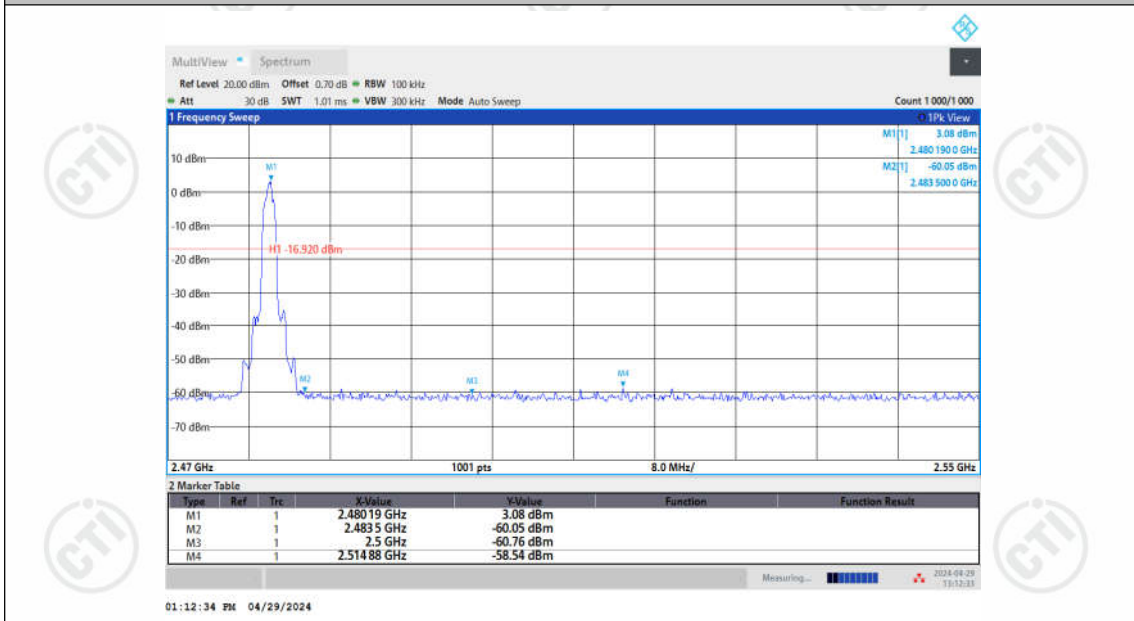 MultiView Spectrum
Ref Level 20.00 dBm Offset 0.70 dB RBW 100 kHz
Att 30 dB SWT 1.01 ms VBW 300 kHz Mode Auto Sweep Count 1 000/1 000
1 Frequency Sweep 1Pk View
M1[1] 3.08 dBm
2.480 190 0 GHz
M2[1] -60.05 dBm
2.483 500 0 GHz
10 dBm
M1
0 dBm
-10 dBm
H1 -16.920 dBm
-20 dBm
-30 dBm
-40 dBm
-50 dBm
M2 M3 M4
-60 dBm
-70 dBm
2.47 GHz 1001 pts 8.0 MHz/ 2.55 GHz
2 Marker Table
Type Ref Trc X-Value Y-Value Function Function Result
M1 1 2.480 19 GHz 3.08 dBm
M2 1 2.483 5 GHz -60.05 dBm
M3 1 2.5 GHz -60.76 dBm
M4 1 2.514 88 GHz -58.54 dBm
Measuring... 2024-04-29
13:12:33
01:12:34 PM 04/29/2024
CTI
CTI
CTI
CTI